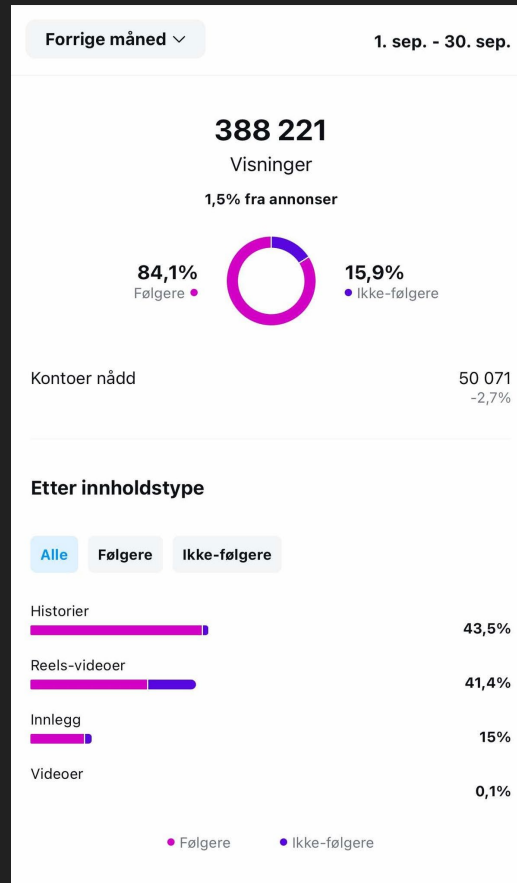 Forrige måned
1. sep. - 30. sep.
388 221
Visninger
1,5% fra annonser
84,1%
Følgere
15,9%
Ikke-følgere
Kontoer nådd
50 071
-2,7%
Etter innholdstype
Alle Følgere Ikke-følgere
Historier
43,5%
Reels-videoer
41,4%
Innlegg
15%
Videoer
0,1%
Følgere Ikke-følgere